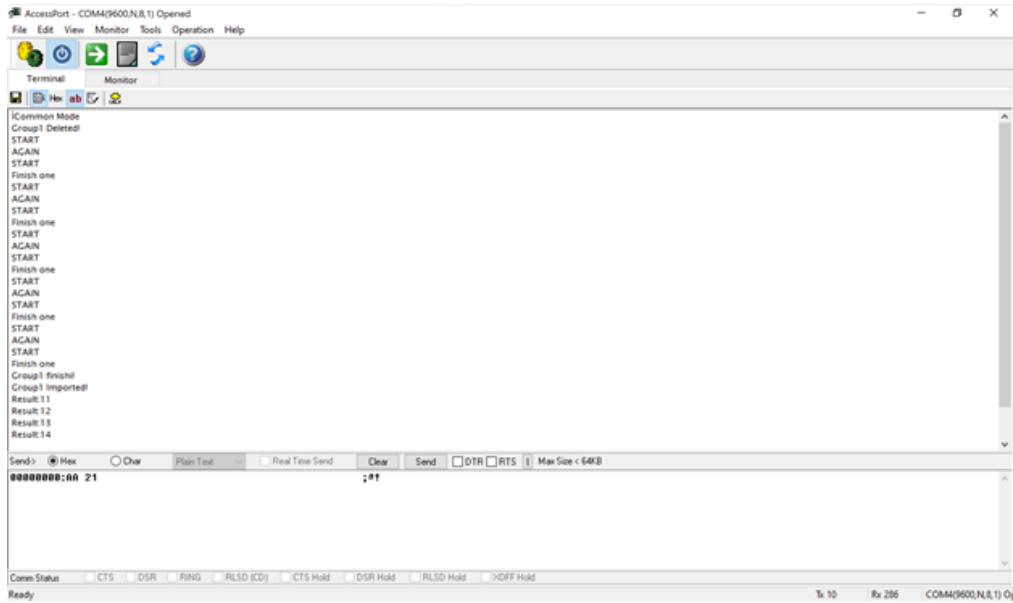 AccessPort - COM4(9600,N,8,1) Opened
File Edit View Monitor Tools Operation Help
Terminal Monitor
Hex ab
Common Mode
Group1 Deleted!
START
AGAIN
START
Finish one
START
AGAIN
START
Finish one
START
AGAIN
START
Finish one
START
AGAIN
START
Finish one
START
AGAIN
START
Finish one
Group1 finish!
Group1 Imported!
Result:11
Result:12
Result:13
Result:14
Send-> Hex Char Plain Text Real Time Send Clear Send DTR RTS Max Size < 64KB
00000000:AA 21
Comm Status CTS DSR RING RLSD (CD) CTS Hold DSR Hold RLSD Hold XOFF Hold
Ready Tx 10 Rx 286 COM4(9600,N,8,1) Op